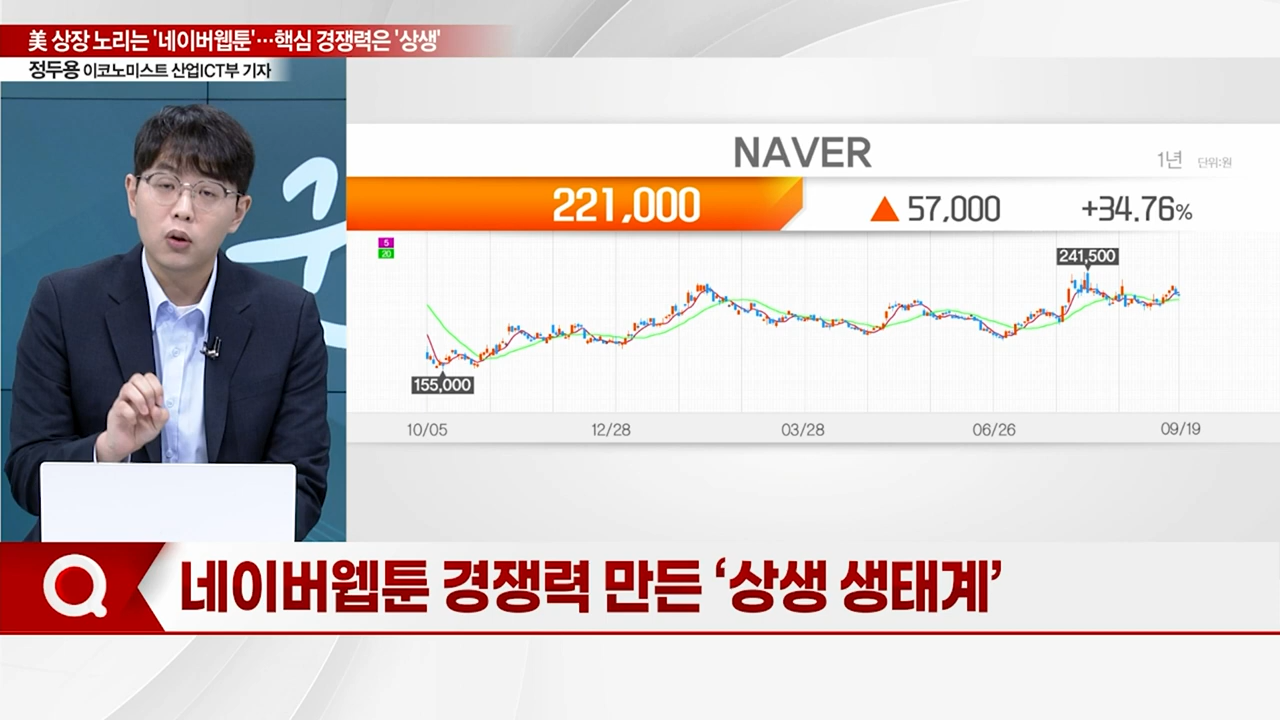 美 상장 노리는 '네이버웹툰'…핵심 경쟁력은 '상생'
정두용 이코노미스트 산업ICT부 기자
NAVER
1년 단위:원
221,000 ▲ 57,000 +34.76%
5
20
241,500
155,000
10/05 12/28 03/28 06/26 09/19
Q 네이버웹툰 경쟁력 만든 ‘상생 생태계’